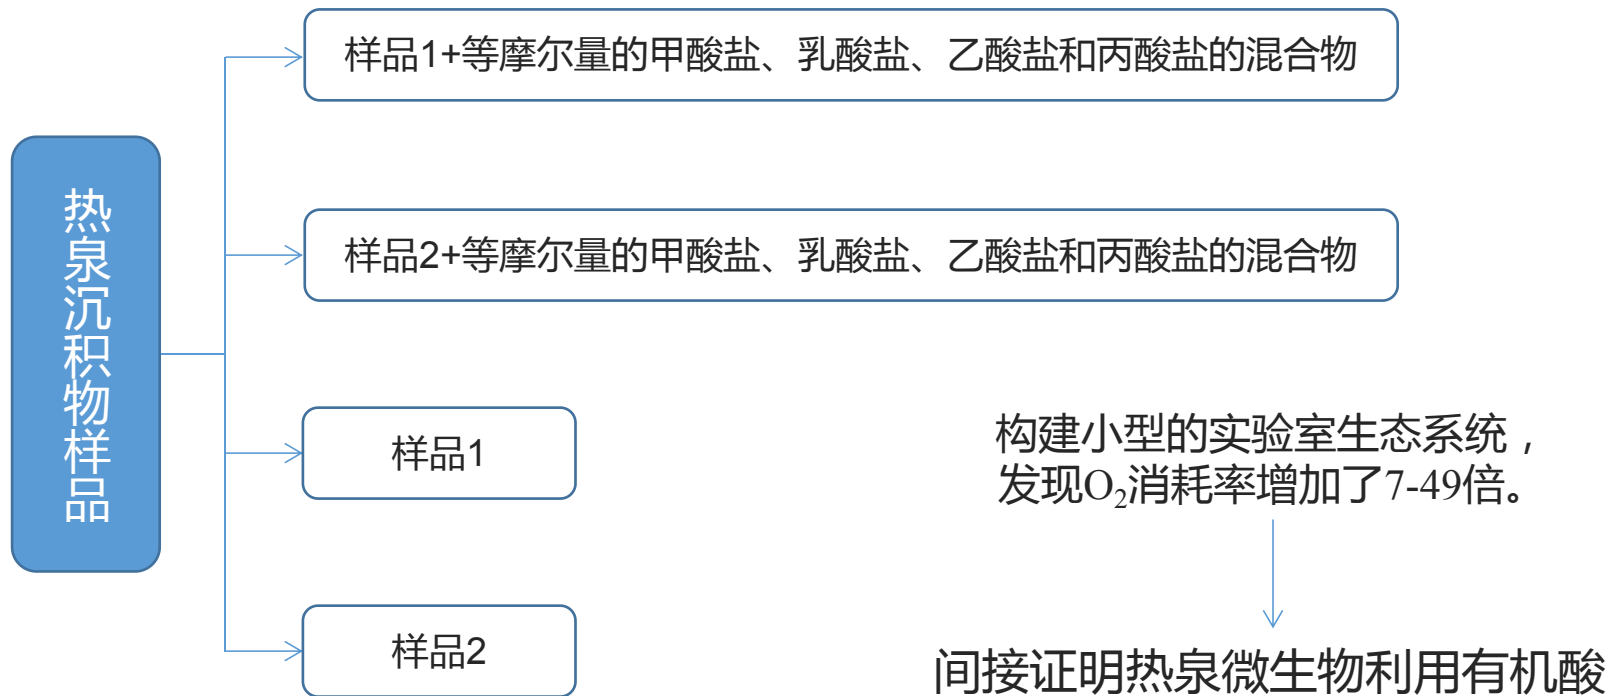 热泉沉积物样品
样品1+等摩尔量的甲酸盐、乳酸盐、乙酸盐和丙酸盐的混合物
样品2+等摩尔量的甲酸盐、乳酸盐、乙酸盐和丙酸盐的混合物
样品1
样品2
构建小型的实验室生态系统，
发现O₂消耗率增加了7-49倍。
间接证明热泉微生物利用有机酸